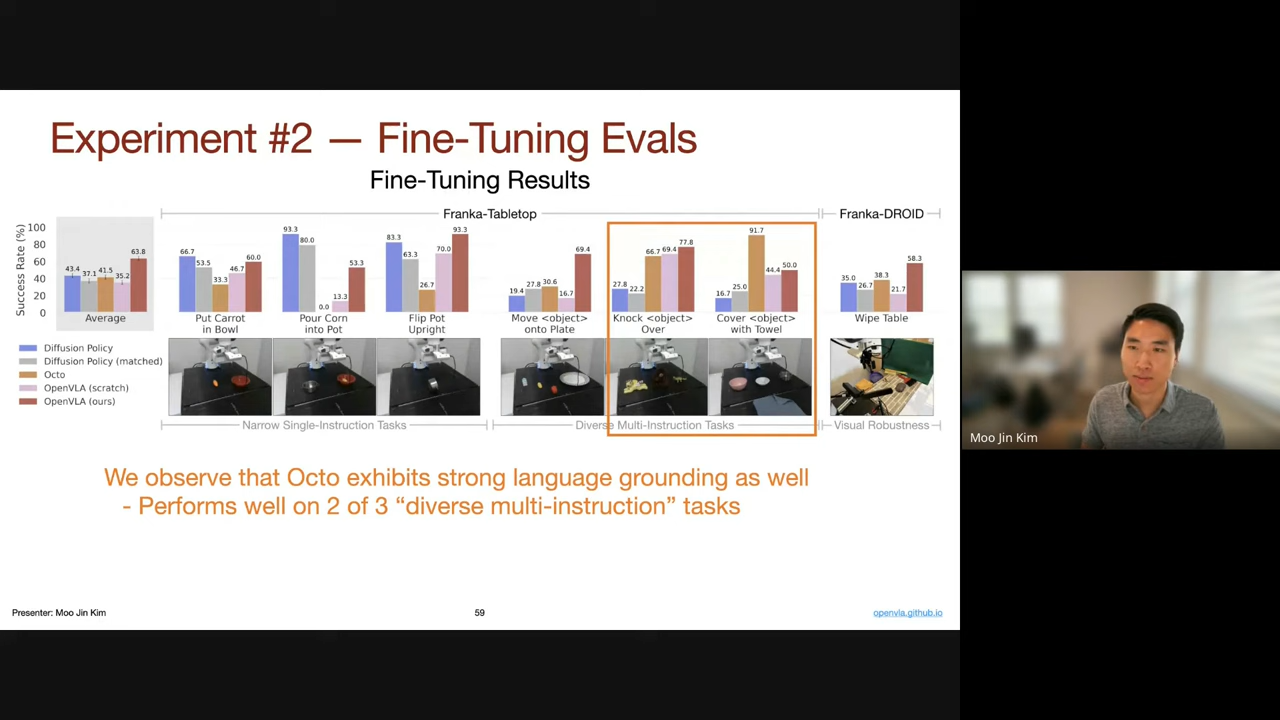 Experiment #2 — Fine-Tuning Evals
Fine-Tuning Results
Franka-Tabletop
Franka-DROID
Success Rate (%)
100
80
60
40
20
0
43.4 37.1 41.5 35.2 63.8
Average
66.7 53.5 33.3 46.7 60.0
Put Carrot
in Bowl
93.3 80.0 0.0 13.3 53.3
Pour Corn
into Pot
83.3 63.3 26.7 70.0 93.3
Flip Pot
Upright
19.4 27.8 30.6 16.7 69.4
Move <object>
onto Plate
27.8 22.2 66.7 69.4 77.8
Knock <object>
Over
16.7 25.0 91.7 44.4 50.0
Cover <object>
with Towel
35.0 26.7 38.3 21.7 58.3
Wipe Table
Diffusion Policy
Diffusion Policy (matched)
Octo
OpenVLA (scratch)
OpenVLA (ours)
Narrow Single-Instruction Tasks
Diverse Multi-Instruction Tasks
Visual Robustness
We observe that Octo exhibits strong language grounding as well
- Performs well on 2 of 3 “diverse multi-instruction” tasks
Presenter: Moo Jin Kim
59
openvla.github.io
Moo Jin Kim